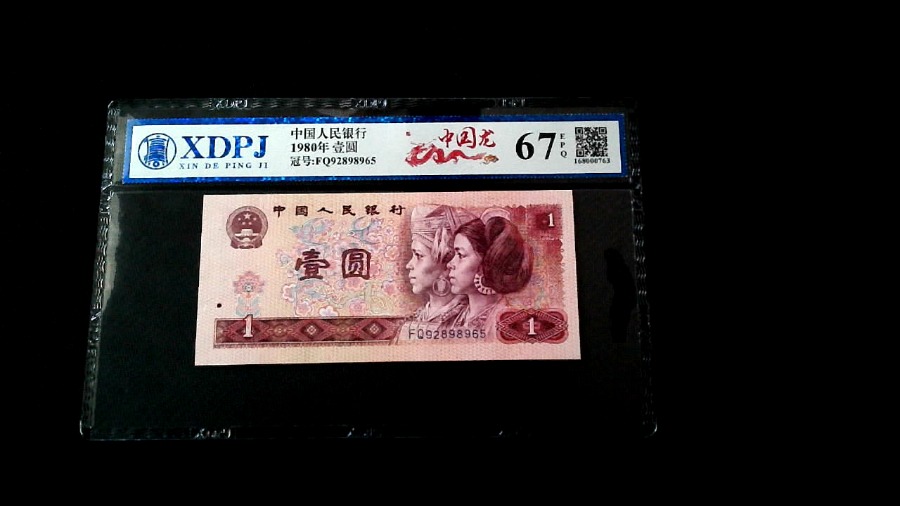 XDPJ
XIN DE PING JI
中国人民银行
1980年 壹圆
冠号:FQ92898965
中国龙
67 EPQ
168000763
中国人民银行
1
壹圆
1
FQ92898965
1